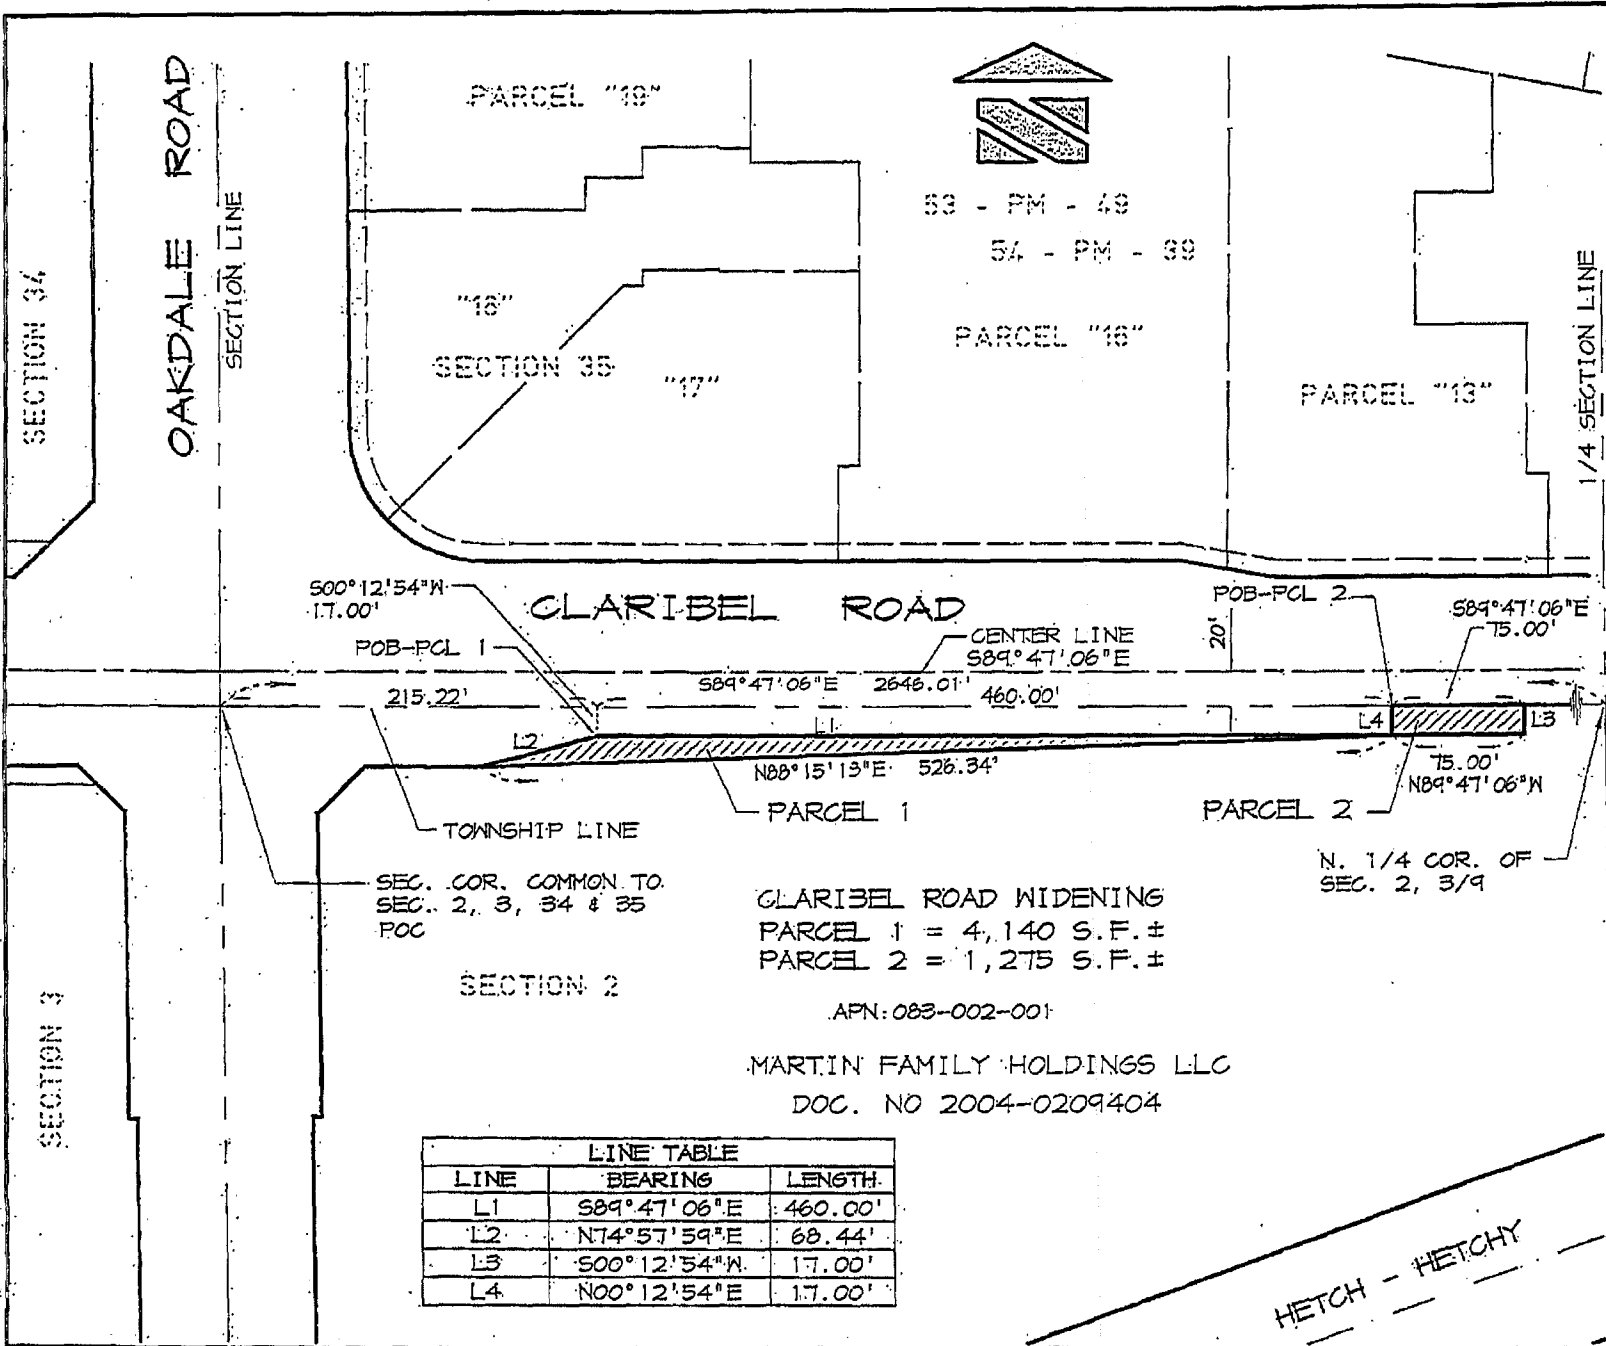 OAKDALE ROAD
SECTION LINE
SECTION 34
PARCEL "19"
53 - PM - 49
54 - PM - 39
"18"
SECTION 35
"17"
PARCEL "16"
PARCEL "13"
1/4 SECTION LINE
S00°12'54"W
17.00'
CLARIBEL ROAD
POB-PCL 1
CENTER LINE
S89°47'06"E
20'
POB-PCL 2
S89°47'06"E
75.00'
215.22'
S89°47'06"E 2646.01'
460.00'
L2
L1
L4
L3
N88°15'13"E 526.34'
75.00'
N89°47'06"W
PARCEL 1
PARCEL 2
TOWNSHIP LINE
SEC. COR. COMMON TO
SEC. 2, 3, 34 & 35
POC
N. 1/4 COR. OF
SEC. 2, 3/9
CLARIBEL ROAD WIDENING
PARCEL 1 = 4,140 S.F.±
PARCEL 2 = 1,275 S.F.±
SECTION 2
SECTION 3
APN: 083-002-001
MARTIN FAMILY HOLDINGS LLC
DOC. NO 2004-0209404
LINE TABLE
LINE BEARING LENGTH
L1 S89°47'06"E 460.00'
L2 N74°57'59"E 68.44'
L3 S00°12'54"W 17.00'
L4 N00°12'54"E 17.00'
HETCH - HETCHY